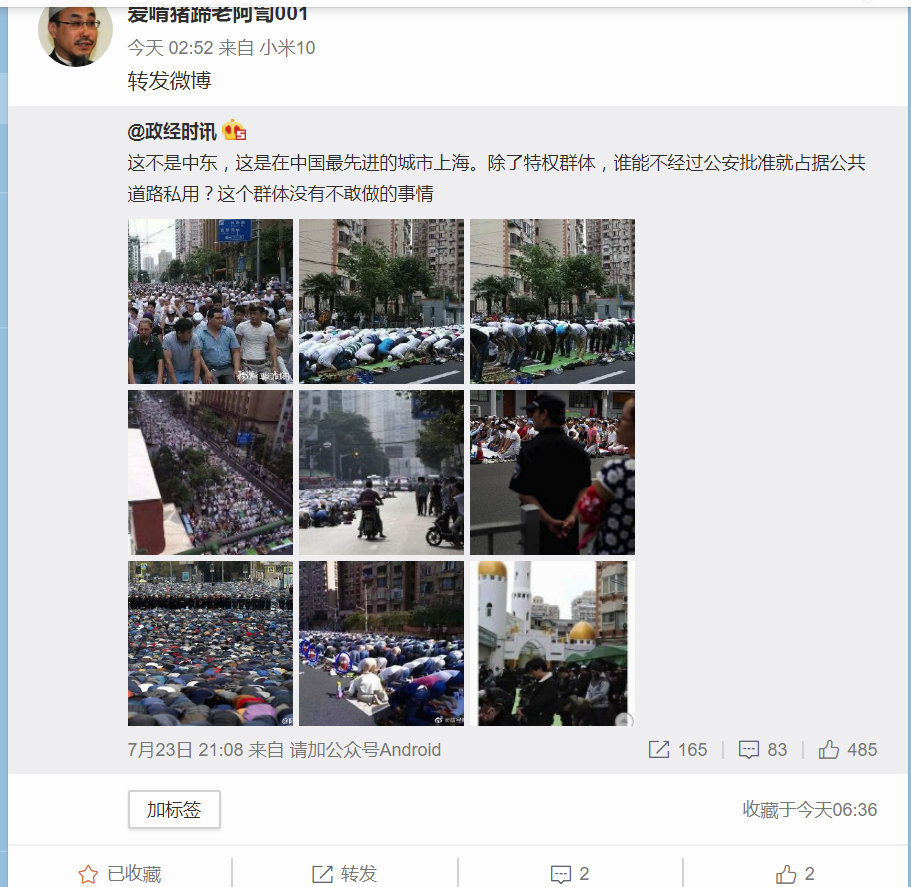 爱啃猪蹄老阿訇001
今天 02:52 来自 小米10
转发微博
@政经时讯
这不是中东，这是在中国最先进的城市上海。除了特权群体，谁能不经过公安批准就占据公共
道路私用？这个群体没有不敢做的事情
7月23日 21:08 来自 请加公众号Android
165
83
485
加标签
收藏于今天06:36
已收藏
转发
2
2